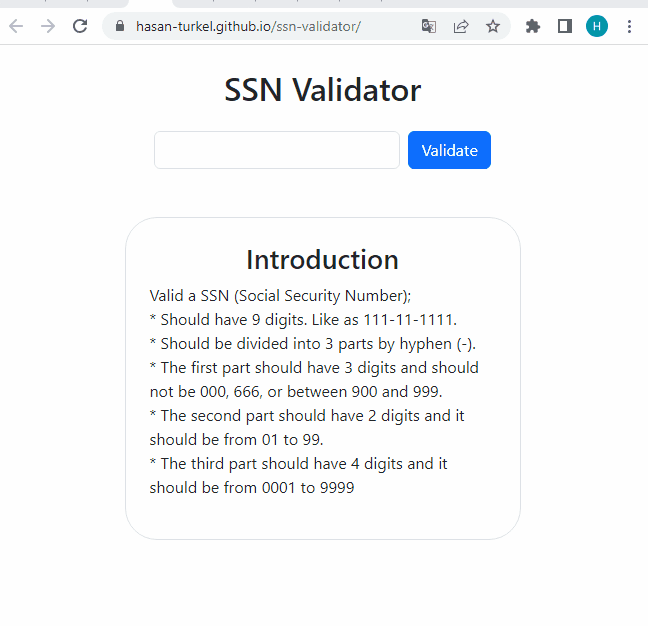 hasan-turkel.github.io/ssn-validator/
H
SSN Validator
Validate
Introduction
Valid a SSN (Social Security Number);
* Should have 9 digits. Like as 111-11-1111.
* Should be divided into 3 parts by hyphen (-).
* The first part should have 3 digits and should
not be 000, 666, or between 900 and 999.
* The second part should have 2 digits and it
should be from 01 to 99.
* The third part should have 4 digits and it
should be from 0001 to 9999